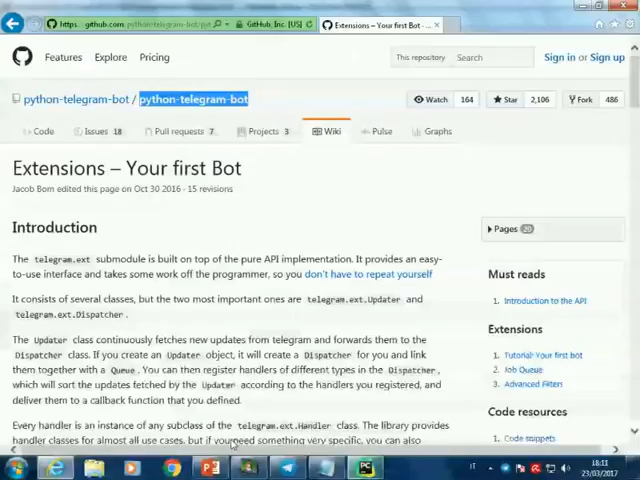 https://github.com/python-telegram-bot/pyt
GitHub, Inc. [US]
Extensions – Your first Bot - ...
Features Explore Pricing
This repository Search
Sign in or Sign up
python-telegram-bot / python-telegram-bot
Watch 164 Star 2,106 Fork 486
Code Issues 18 Pull requests 7 Projects 3 Wiki Pulse Graphs
Extensions – Your first Bot
Jacob Bom edited this page on Oct 30 2016 · 15 revisions
Introduction
The telegram.ext submodule is built on top of the pure API implementation. It provides an easy-
to-use interface and takes some work off the programmer, so you don't have to repeat yourself
It consists of several classes, but the two most important ones are telegram.ext.Updater and
telegram.ext.Dispatcher.
The Updater class continuously fetches new updates from telegram and forwards them to the
Dispatcher class. If you create an Updater object, it will create a Dispatcher for you and link
them together with a Queue. You can then register handlers of different types in the Dispatcher,
which will sort the updates fetched by the Updater according to the handlers you registered, and
deliver them to a callback function that you defined.
Every handler is an instance of any subclass of the telegram.ext.Handler class. The library provides
handler classes for almost all use cases, but if you need something very specific, you can also
Pages 20
Must reads
1. Introduction to the API
Extensions
1. Tutorial: Your first bot
2. Job Queue
3. Advanced Filters
Code resources
1. Code snippets
IT
18:11
23/03/2017